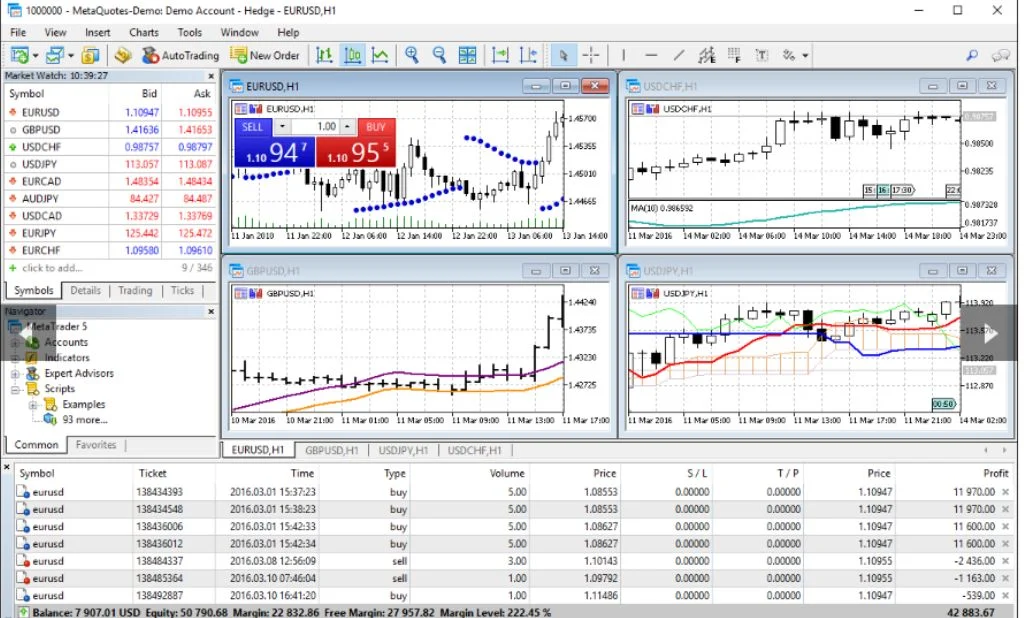 1000000 - MetaQuotes-Demo: Demo Account - Hedge - EURUSD,H1
File View Insert Charts Tools Window Help
AutoTrading New Order
Market Watch: 10:39:27
Symbol Bid Ask
EURUSD 1.10947 1.10955
GBPUSD 1.41636 1.41653
USDCHF 0.98757 0.98797
USDJPY 113.057 113.087
EURCAD 1.48354 1.48434
AUDJPY 84.427 84.487
USDCAD 1.33729 1.33769
EURJPY 125.442 125.472
EURCHF 1.09580 1.09610
click to add... 9 / 346
Symbols Details Trading Ticks
Navigator
MetaTrader 5
Accounts
Indicators
Expert Advisors
Scripts
Examples
93 more...
Common Favorites
EURUSD,H1
EURUSD,H1
SELL 1.00 BUY
1.10 94 7 1.10 95 5
1.45700
1.45355
1.45010
1.44665
11 Jan 2010 11 Jan 22:00 12 Jan 06:00 12 Jan 14:00 12 Jan 22:00 13 Jan 06:00 13 Jan 14:00
USDCHF,H1
USDCHF,H1
0.98757
0.98500
0.98235
16: 17:30
MA(10) 0.986592
0.987328
0.981737
11 Mar 2016 14 Mar 02:00 14 Mar 06:00 14 Mar 10:00 14 Mar 14:00 14 Mar 18:00 14 Mar 23:00
GBPUSD,H1
GBPUSD,H1
1.44240
1.43735
1.43230
1.42725
10 Mar 2016 11 Mar 01:00 11 Mar 05:00 11 Mar 09:00 11 Mar 13:00 11 Mar 17:00
USDJPY,H1
USDJPY,H1
113.920
113.570
113.220
113.057
112.870
00:50
11 Mar 2016 11 Mar 05:00 11 Mar 09:00 11 Mar 13:00 11 Mar 17:00 11 Mar 21:00 14 Mar 02:00
EURUSD,H1 GBPUSD,H1 USDJPY,H1 USDCHF,H1
Symbol Ticket Time Type Volume Price S / L T / P Price Profit
eurusd 138434393 2016.03.01 15:37:23 buy 5.00 1.08553 0.00000 0.00000 1.10947 11 970.00
eurusd 138434548 2016.03.01 15:38:23 buy 5.00 1.08553 0.00000 0.00000 1.10947 11 970.00
eurusd 138436006 2016.03.01 15:42:33 buy 5.00 1.08627 0.00000 0.00000 1.10947 11 600.00
eurusd 138436012 2016.03.01 15:42:34 buy 5.00 1.08627 0.00000 0.00000 1.10947 11 600.00
eurusd 138484337 2016.03.08 12:56:09 sell 3.00 1.10143 0.00000 0.00000 1.10955 -2 436.00
eurusd 138485364 2016.03.10 07:46:04 sell 1.00 1.09792 0.00000 0.00000 1.10955 -1 163.00
eurusd 138492887 2016.03.10 16:41:20 buy 1.00 1.11486 0.00000 0.00000 1.10947 -539.00
Balance: 7 907.01 USD Equity: 50 790.68 Margin: 22 832.86 Free Margin: 27 957.82 Margin Level: 222.45 % 42 883.67